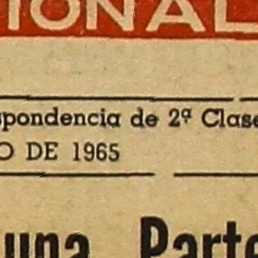 IONAL
spondencia de 2ª Clase
O DE 1965
una Parte